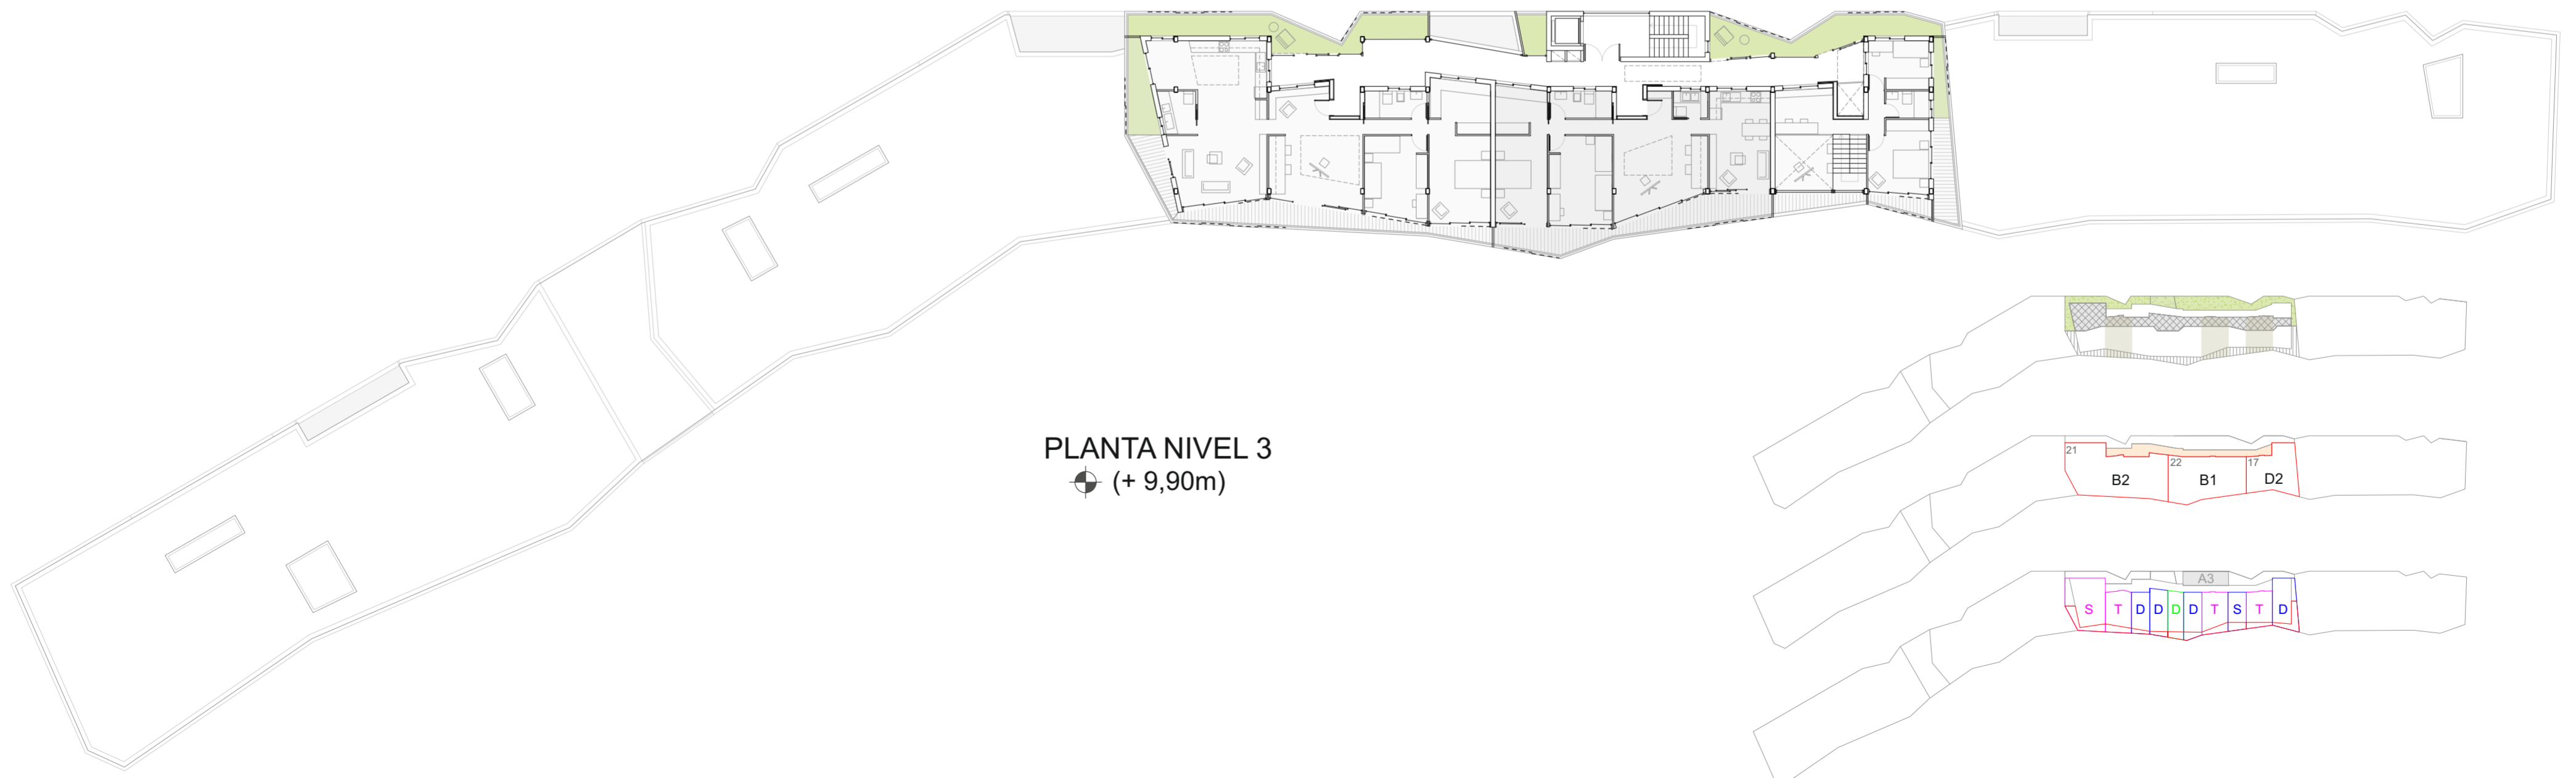 PLANTA NIVEL 3
(+ 9,90m)
21
22
17
B2
B1
D2
A3
S T D D D D T S T D